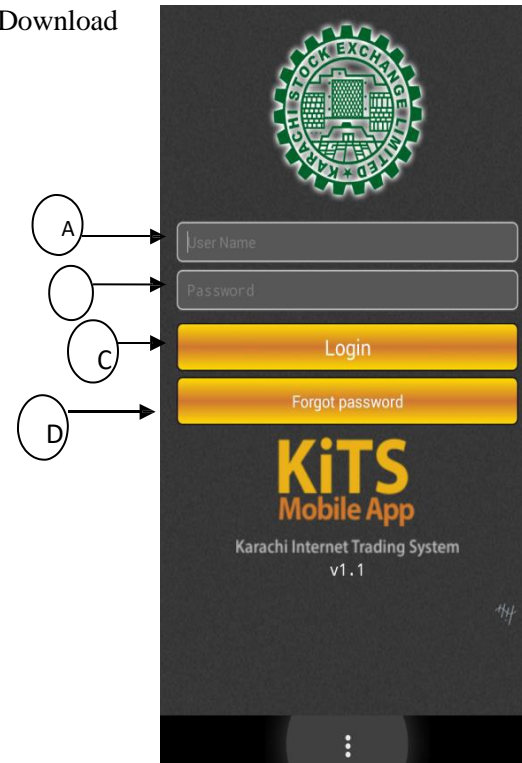 Download
KARACHI STOCK EXCHANGE LIMITED
A
User Name
Password
C
Login
D
Forgot password
KiTS
Mobile App
Karachi Internet Trading System
v1.1